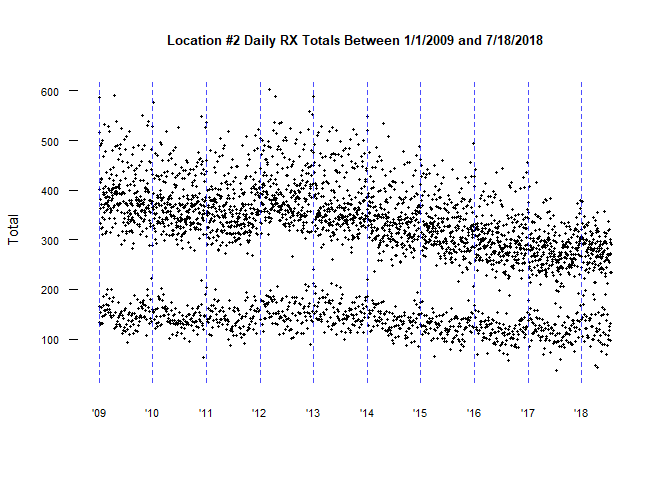 Location #2 Daily RX Totals Between 1/1/2009 and 7/18/2018
600
500
400
300
200
100
Total
'09 '10 '11 '12 '13 '14 '15 '16 '17 '18